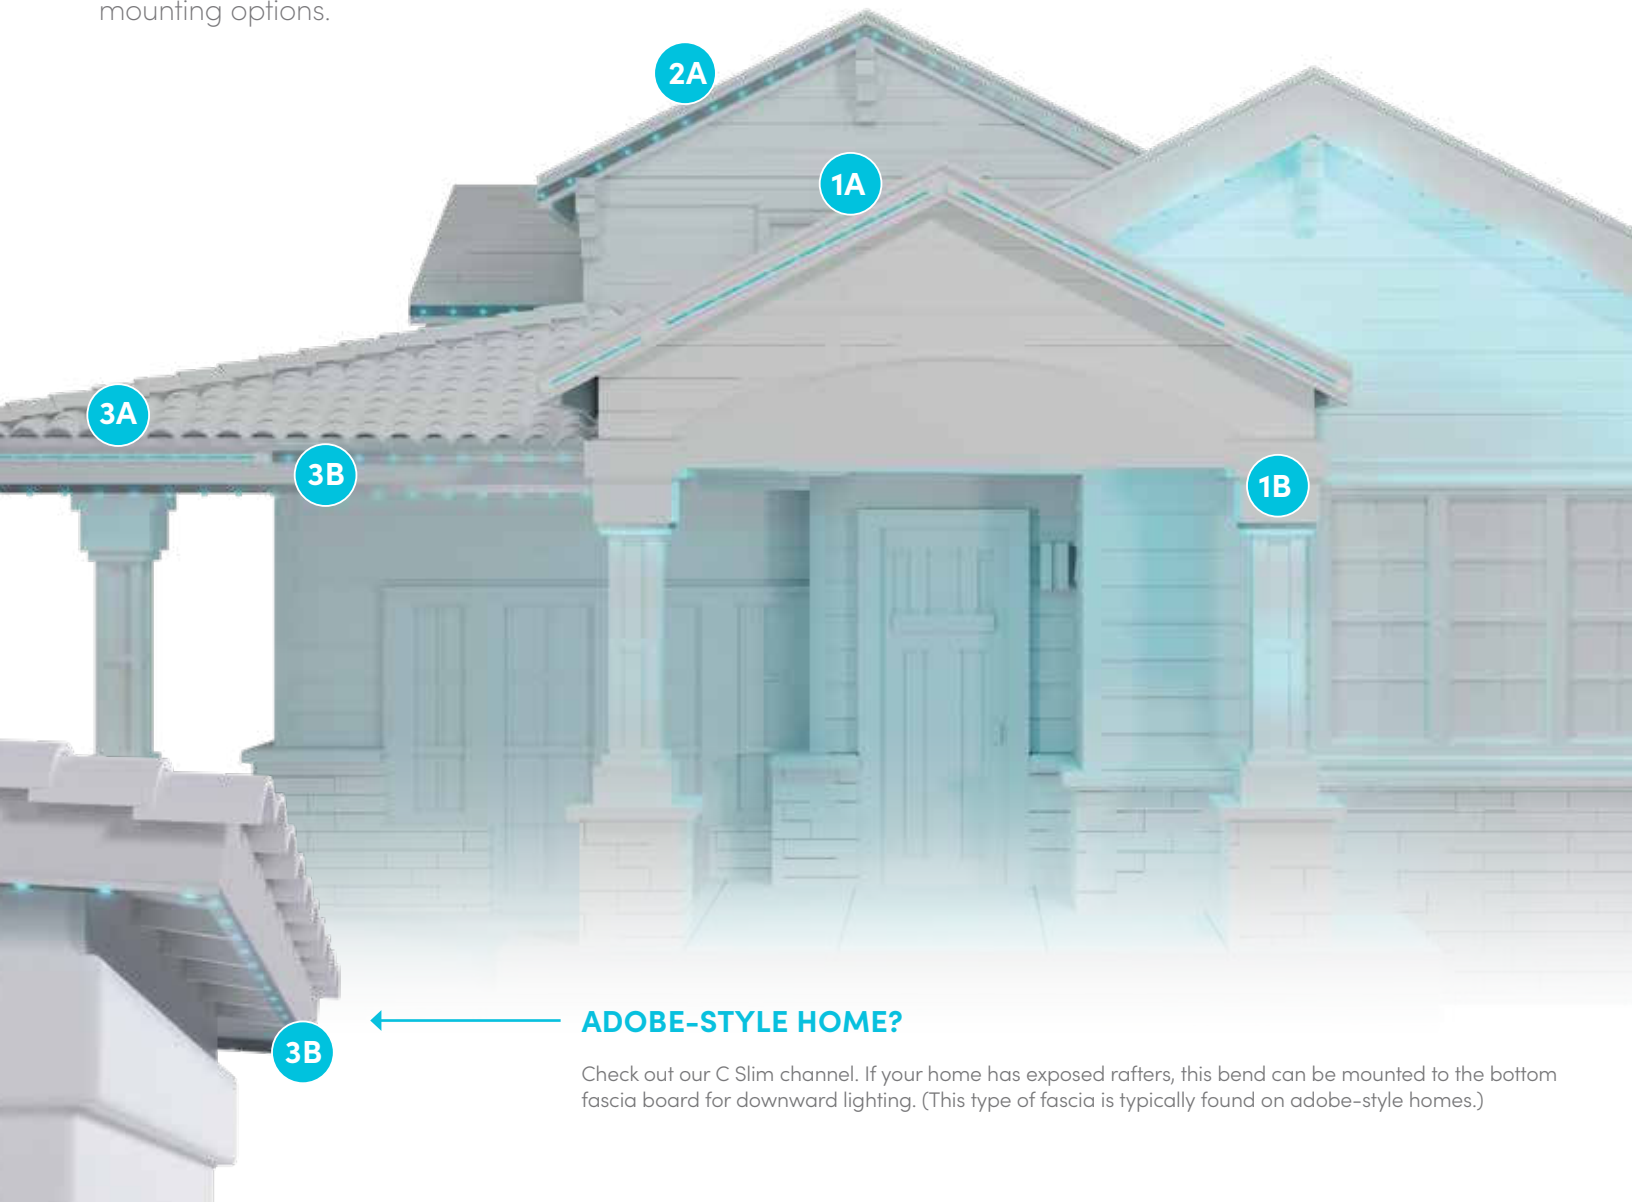 mounting options.
2A
1A
3A
3B
1B
3B
ADOBE-STYLE HOME?
Check out our C Slim channel. If your home has exposed rafters, this bend can be mounted to the bottom
fascia board for downward lighting. (This type of fascia is typically found on adobe-style homes.)